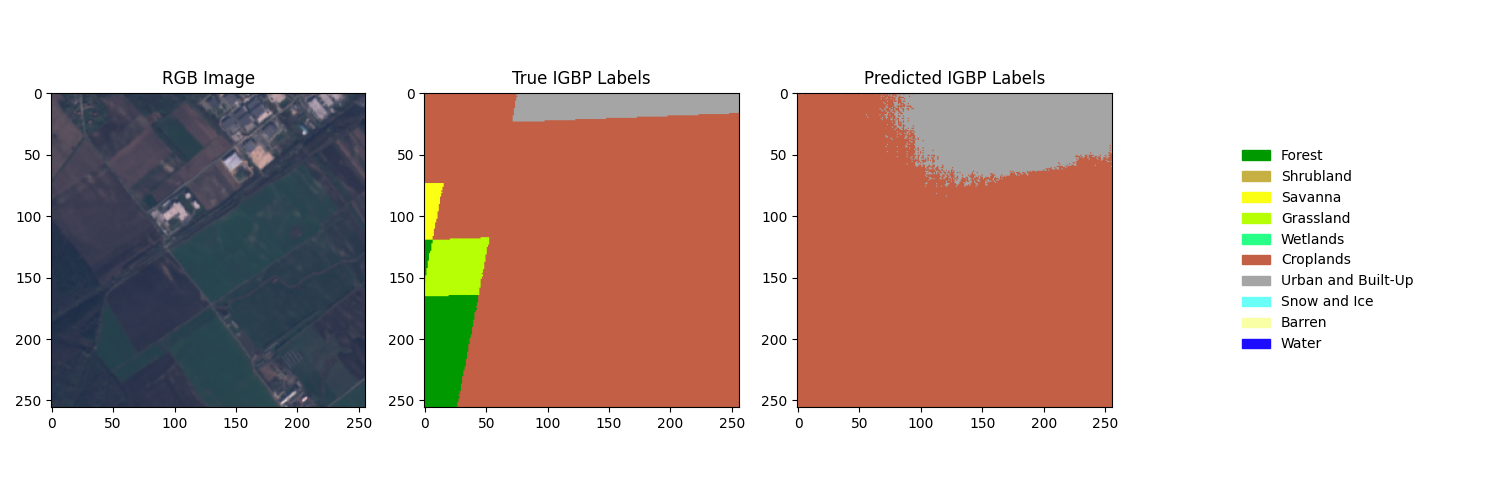 RGB Image
True IGBP Labels
Predicted IGBP Labels
0
50
100
150
200
250
0
50
100
150
200
250
0
50
100
150
200
250
0
50
100
150
200
250
0
50
100
150
200
250
0
50
100
150
200
250
Forest
Shrubland
Savanna
Grassland
Wetlands
Croplands
Urban and Built-Up
Snow and Ice
Barren
Water